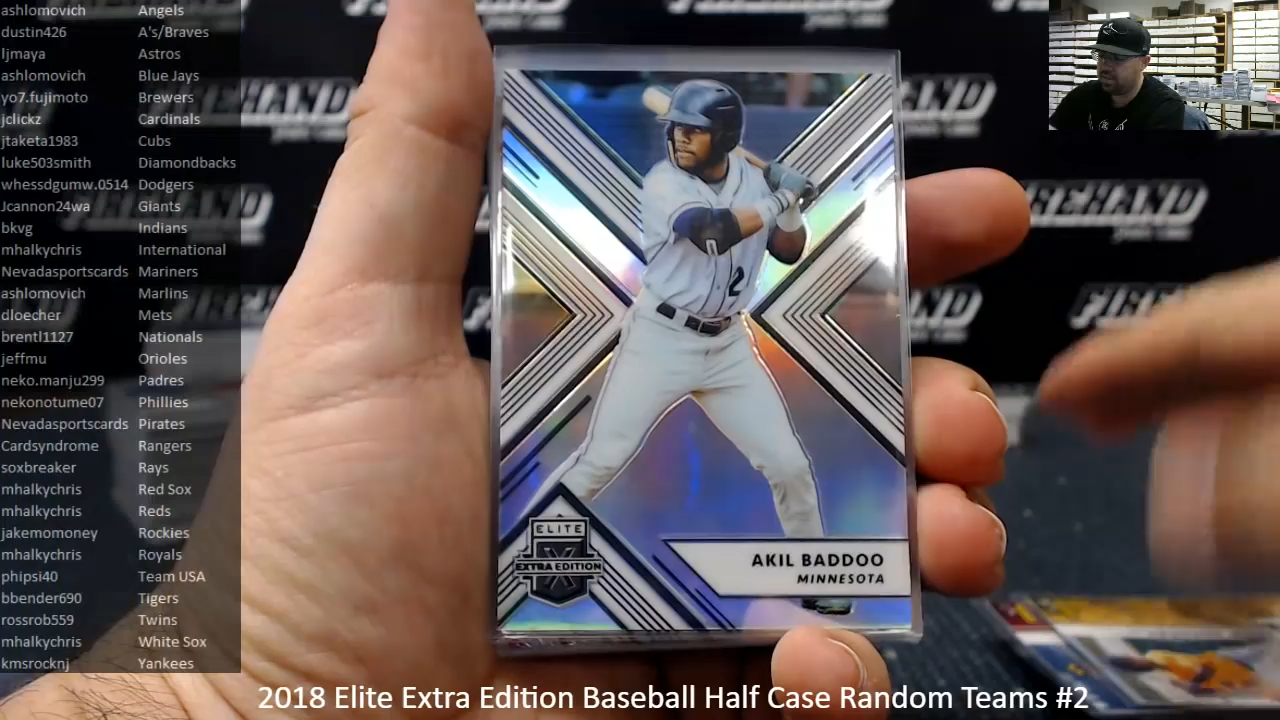 ashlomovich Angels
dustin426 A's/Braves
ljmaya Astros
ashlomovich Blue Jays
yo7.fujimoto Brewers
jclickz Cardinals
jtaketa1983 Cubs
luke503smith Diamondbacks
whessdgumw.0514 Dodgers
Jcannon24wa Giants
bkvg Indians
mhalkychris International
Nevadasportscards Mariners
ashlomovich Marlins
dloecher Mets
brentl1127 Nationals
jeffmu Orioles
neko.manju299 Padres
nekonotume07 Phillies
Nevadasportscards Pirates
Cardsyndrome Rangers
soxbreaker Rays
mhalkychris Red Sox
mhalkychris Reds
jakemomoney Rockies
mhalkychris Royals
phipsi40 Team USA
bbender690 Tigers
rossrob559 Twins
mhalkychris White Sox
kmsrocknj Yankees
FIREHAND
FIREHAND
2
ELITE
X
EXTRA EDITION
AKIL BADDOO
MINNESOTA
2018 Elite Extra Edition Baseball Half Case Random Teams #2